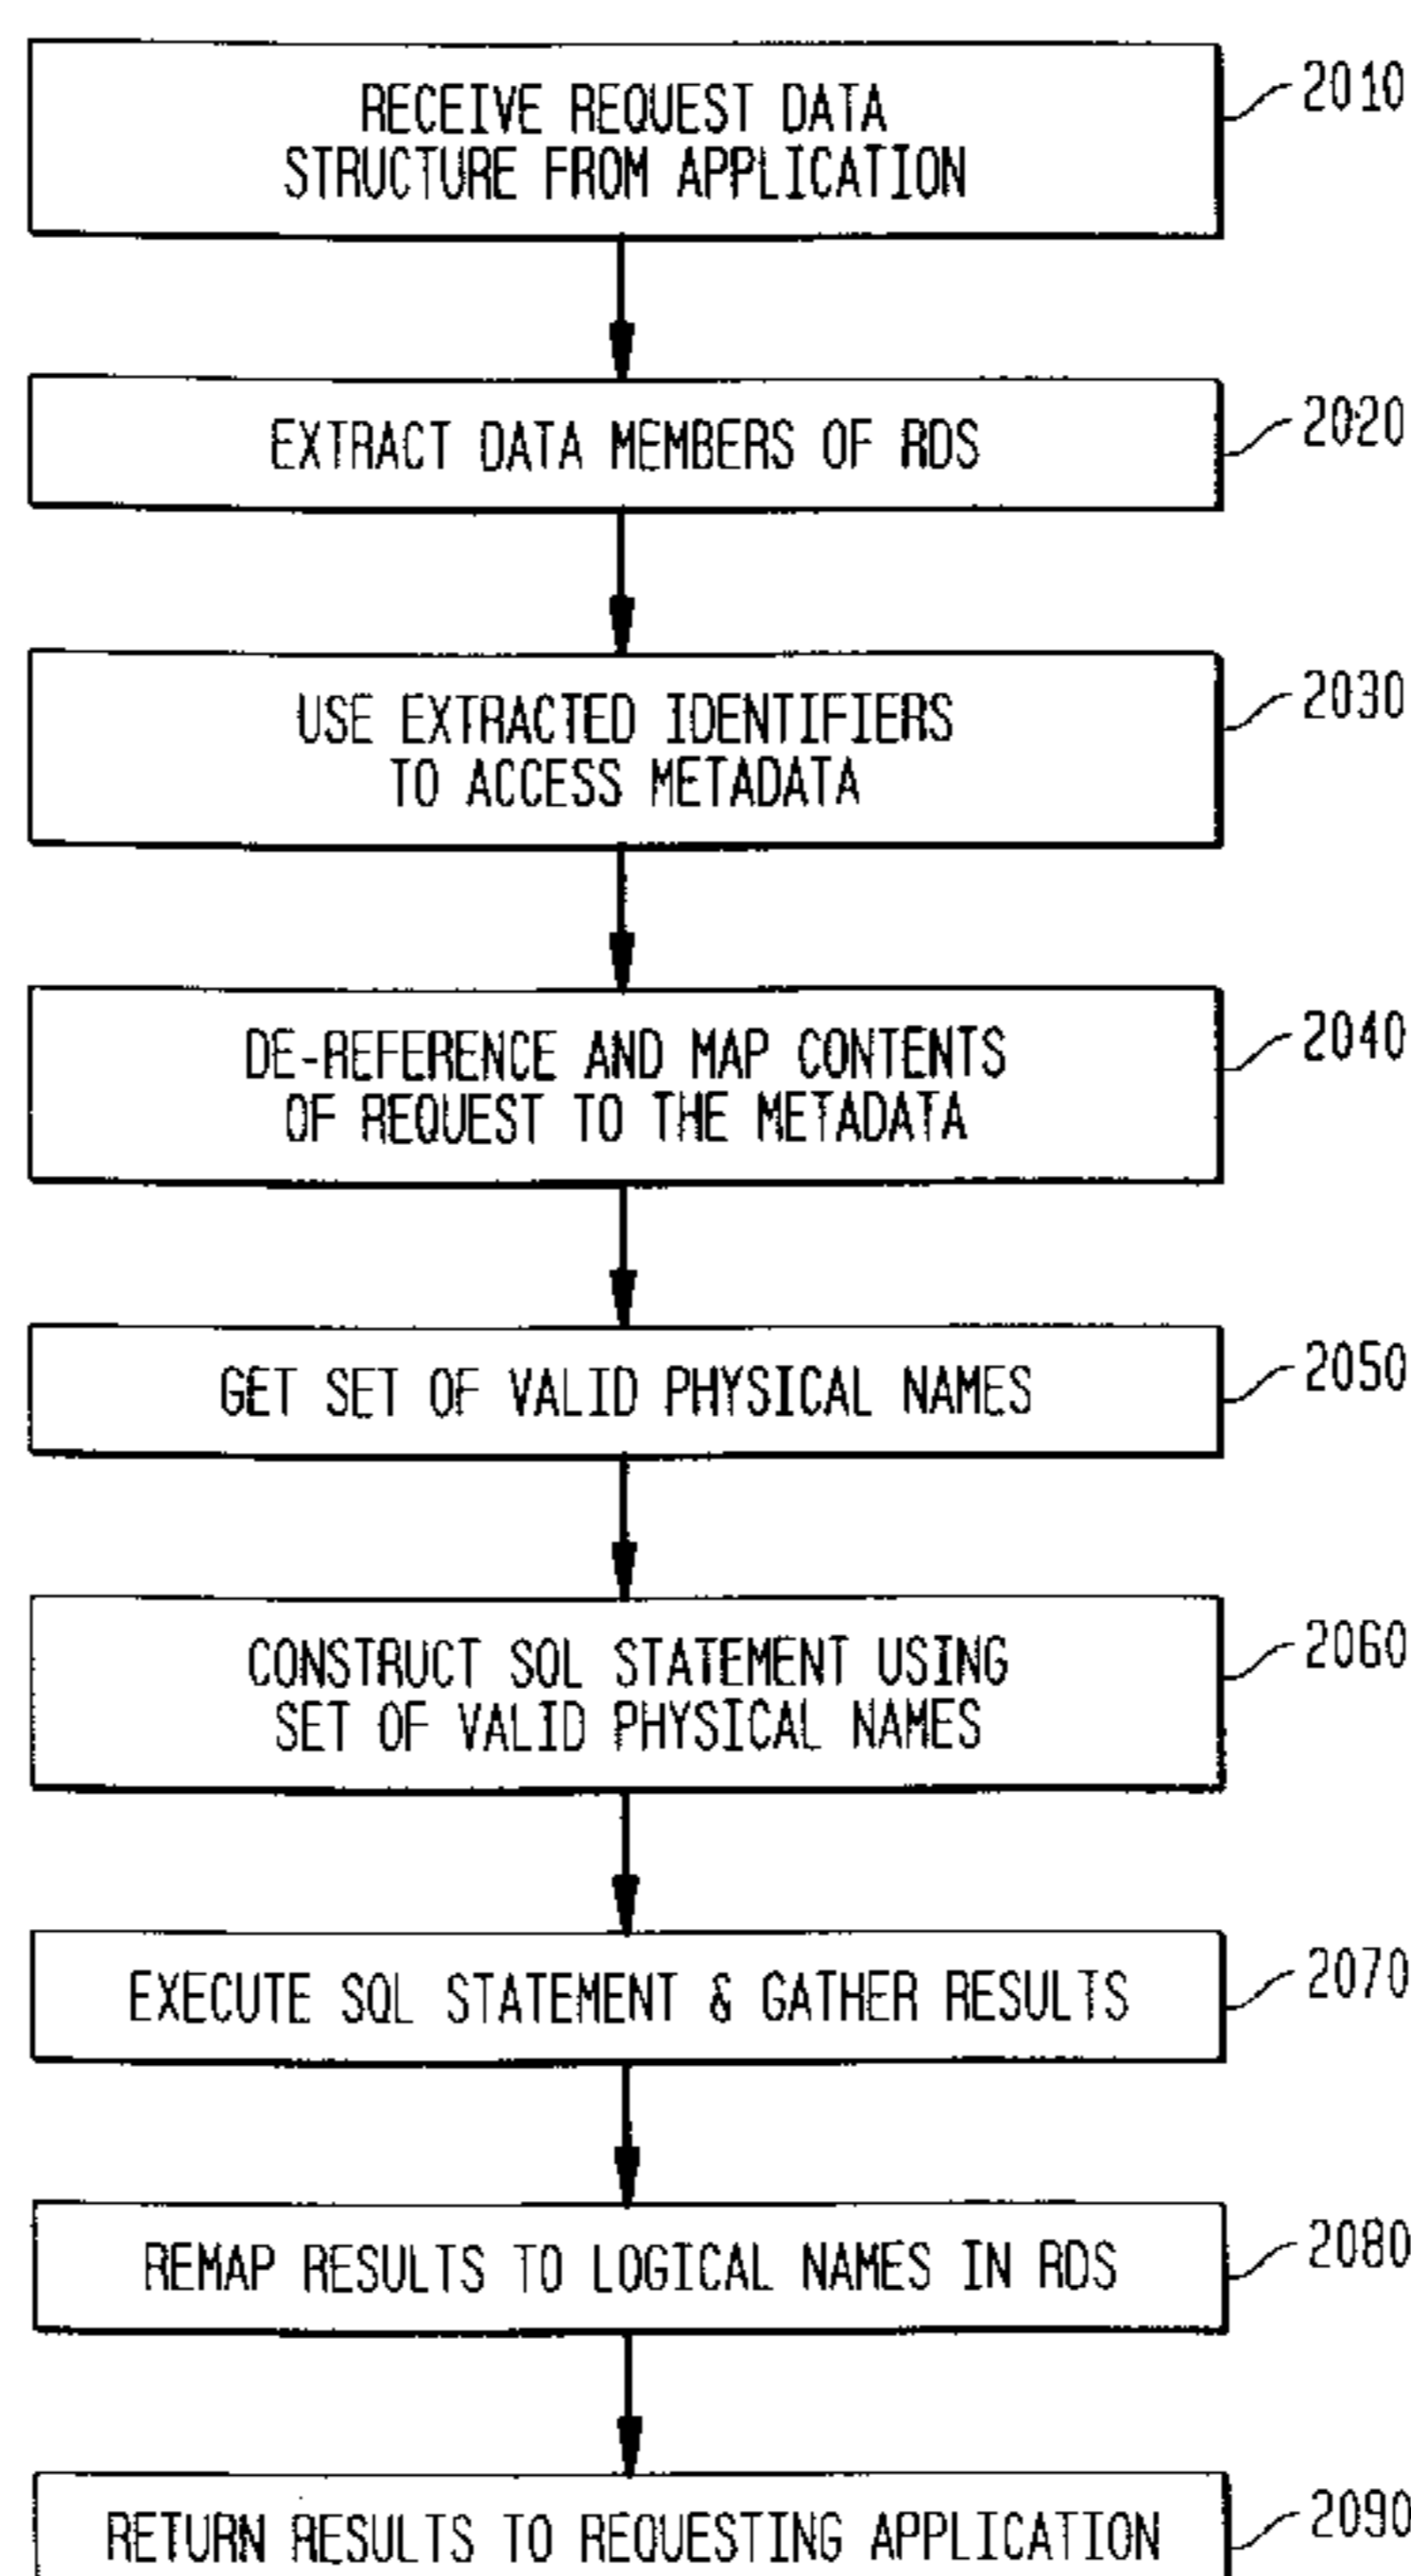 RECEIVE REQUEST DATA
STRUCTURE FROM APPLICATION
2010
EXTRACT DATA MEMBERS OF RDS
2020
USE EXTRACTED IDENTIFIERS
TO ACCESS METADATA
2030
DE-REFERENCE AND MAP CONTENTS
OF REQUEST TO THE METADATA
2040
GET SET OF VALID PHYSICAL NAMES
2050
CONSTRUCT SQL STATEMENT USING
SET OF VALID PHYSICAL NAMES
2060
EXECUTE SQL STATEMENT & GATHER RESULTS
2070
REMAP RESULTS TO LOGICAL NAMES IN RDS
2080
RETURN RESULTS TO REQUESTING APPLICATION
2090